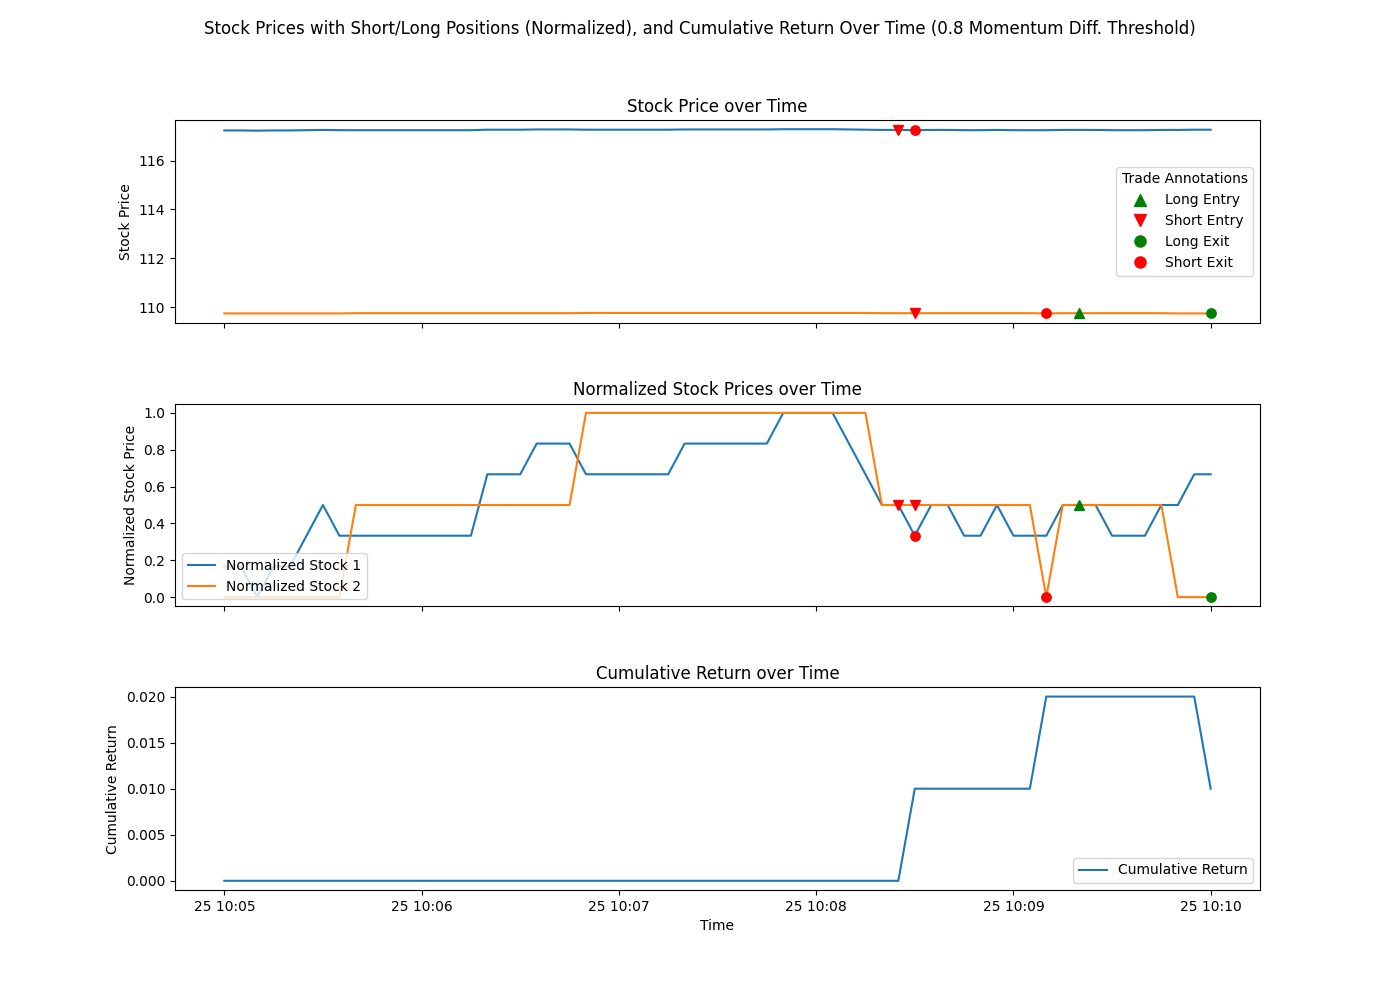 Stock Prices with Short/Long Positions (Normalized), and Cumulative Return Over Time (0.8 Momentum Diff. Threshold)
Stock Price over Time
Stock Price
116
114
112
110
Trade Annotations
Long Entry
Short Entry
Long Exit
Short Exit
Normalized Stock Prices over Time
Normalized Stock Price
1.0
0.8
0.6
0.4
0.2
0.0
Normalized Stock 1
Normalized Stock 2
Cumulative Return over Time
Cumulative Return
0.020
0.015
0.010
0.005
0.000
Cumulative Return
25 10:05
25 10:06
25 10:07
25 10:08
25 10:09
25 10:10
Time